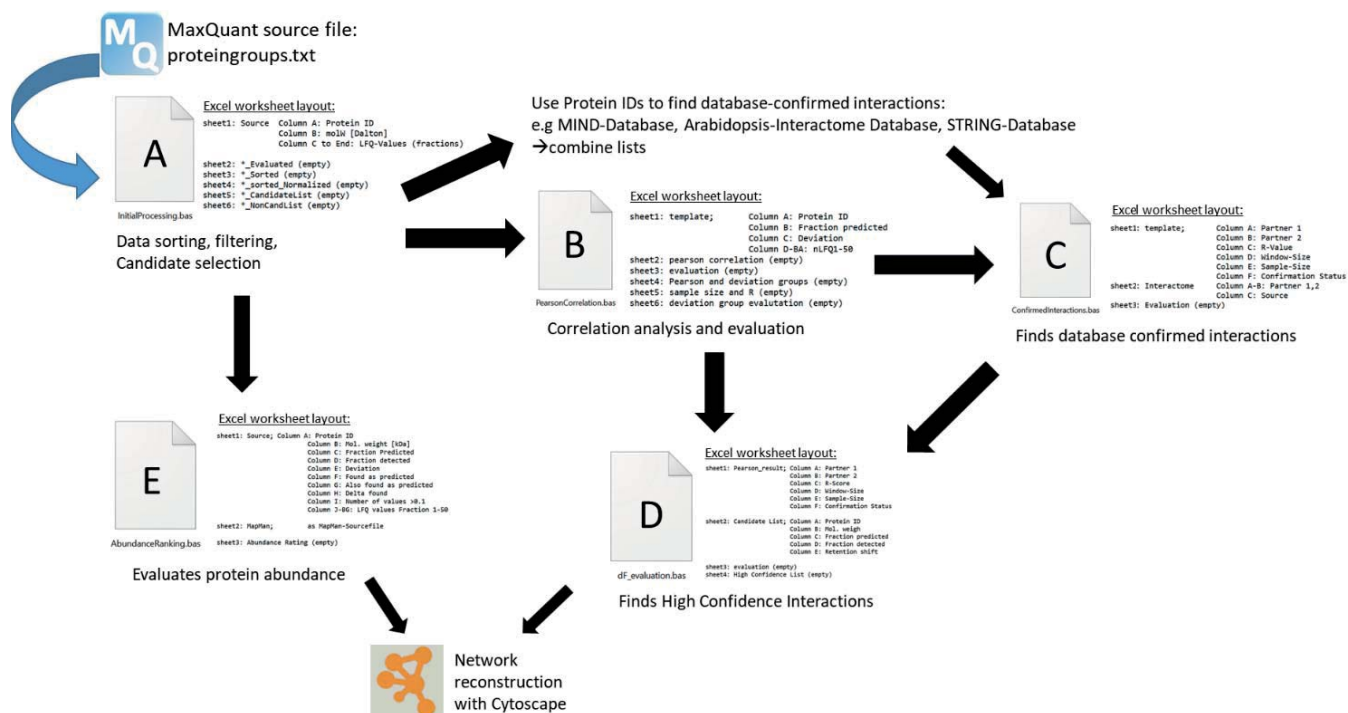 MQ
MaxQuant source file:
proteingroups.txt
A
InitialProcessing.bas
Excel worksheet layout:
sheet1: Source Column A: Protein ID
Column B: molW [Dalton]
Column C to End: LFQ-Values (fractions)
sheet2: *_Evaluated (empty)
sheet3: *_Sorted (empty)
sheet4: *_sorted_Normalized (empty)
sheet5: *_CandidateList (empty)
sheet6: *_NonCandList (empty)
Data sorting, filtering,
Candidate selection
Use Protein IDs to find database-confirmed interactions:
e.g MIND-Database, Arabidopsis-Interactome Database, STRING-Database
→combine lists
B
PearsonCorrelation.bas
Excel worksheet layout:
sheet1: template; Column A: Protein ID
Column B: Fraction predicted
Column C: Deviation
Column D-BA: nLFQ1-50
sheet2: pearson correlation (empty)
sheet3: evaluation (empty)
sheet4: Pearson and deviation groups (empty)
sheet5: sample size and R (empty)
sheet6: deviation group evalutation (empty)
Correlation analysis and evaluation
C
ConfirmedInteractions.bas
Excel worksheet layout:
sheet1: template; Column A: Partner 1
Column B: Partner 2
Column C: R-Value
Column D: Window-Size
Column E: Sample-Size
Column F: Confirmation Status
sheet2: Interactome Column A-B: Partner 1,2
Column C: Source
sheet3: Evaluation (empty)
Finds database confirmed interactions
E
AbundanceRanking.bas
Excel worksheet layout:
sheet1: Source; Column A: Protein ID
Column B: Mol. weight [kDa]
Column C: Fraction Predicted
Column D: Fraction detected
Column E: Deviation
Column F: Found as predicted
Column G: Also found as predicted
Column H: Delta found
Column I: Number of values >0.1
Column J-BG: LFQ values Fraction 1-50
sheet2: MapMan; as MapMan-Sourcefile
sheet3: Abundance Rating (empty)
Evaluates protein abundance
D
dF_evaluation.bas
Excel worksheet layout:
sheet1: Pearson_result; Column A: Partner 1
Column B: Partner 2
Column C: R-Score
Column D: Window-Size
Column E: Sample-Size
Column F: Confirmation Status
sheet2: Candidate List; Column A: Protein ID
Column B: Mol. weigh
Column C: Fraction predicted
Column D: Fraction detected
Column E: Retention shift
sheet3: evaluation (empty)
sheet4: High Confidence List (empty)
Finds High Confidence Interactions
Network
reconstruction
with Cytoscape